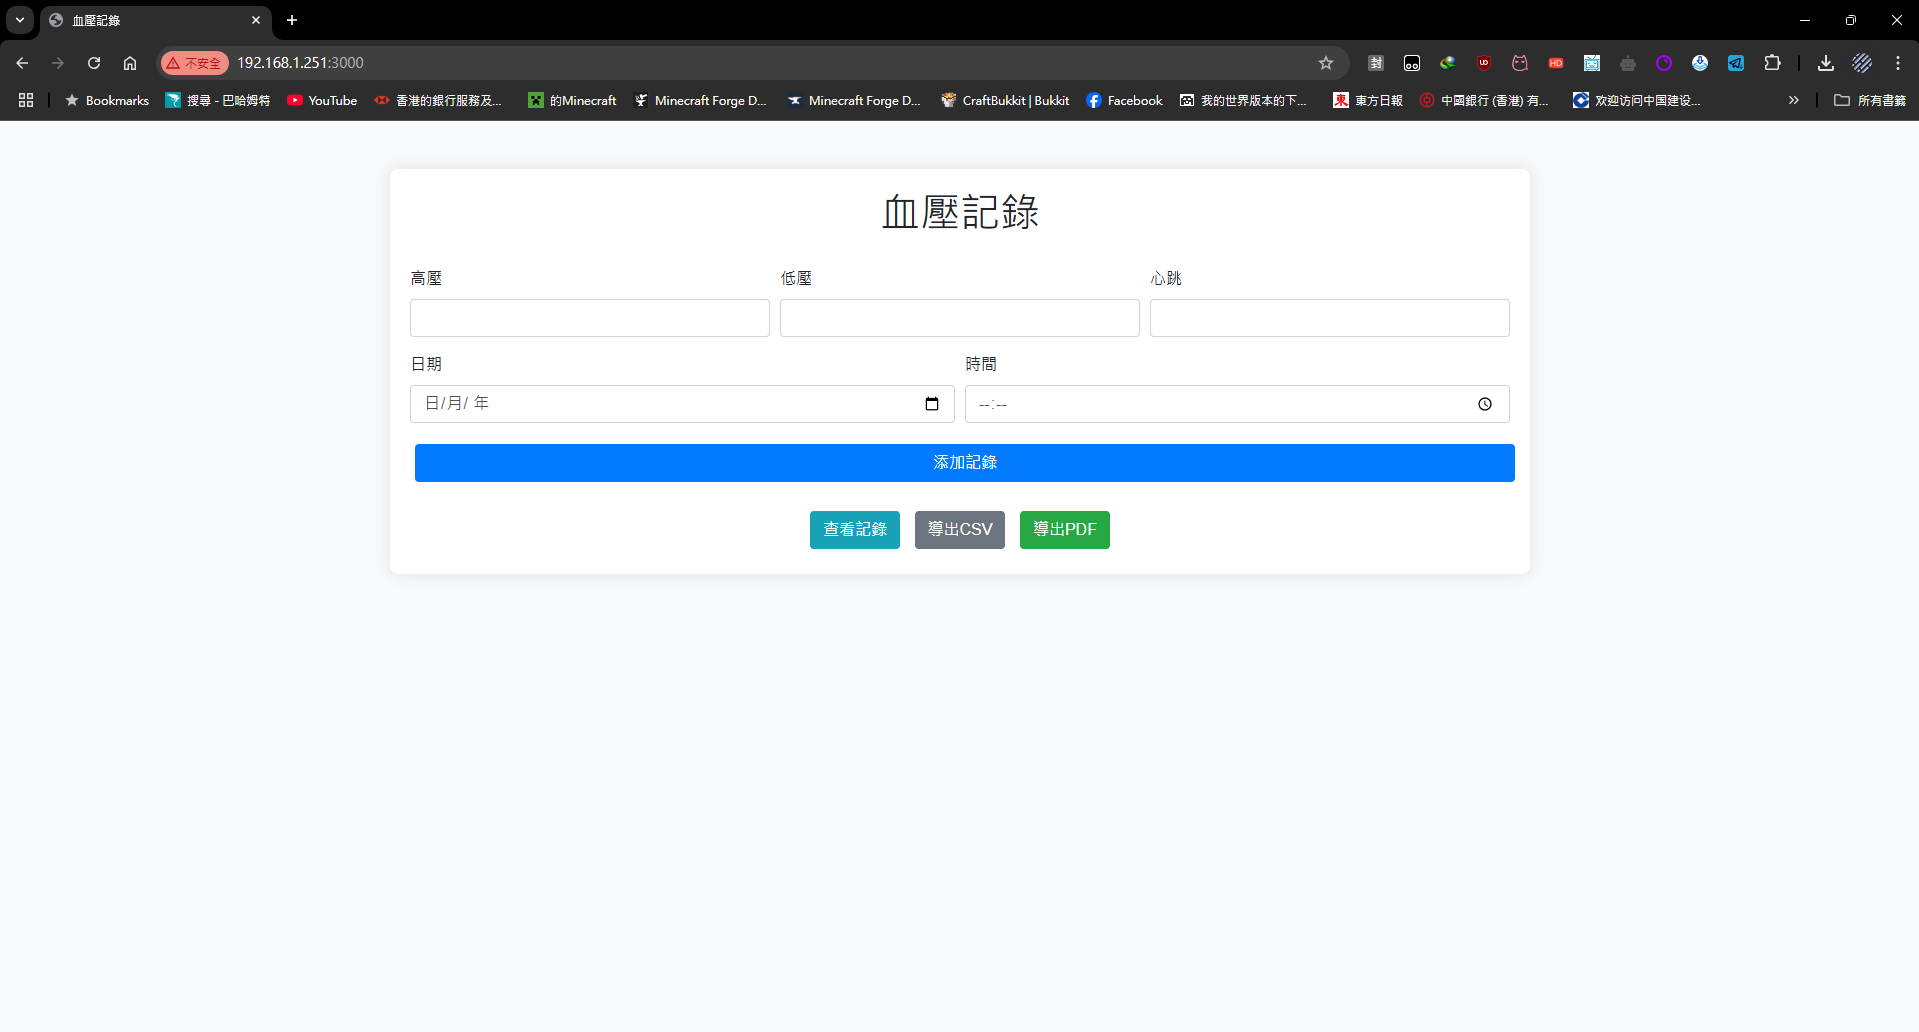 血壓記錄
不安全 192.168.1.251:3000
Bookmarks 搜尋 - 巴哈姆特 YouTube 香港的銀行服務及... 的Minecraft Minecraft Forge D... Minecraft Forge D... CraftBukkit | Bukkit Facebook 我的世界版本的下... 東方日報 中國銀行 (香港) 有... 欢迎访问中国建设... 所有書籤
血壓記錄
高壓 低壓 心跳
日期 時間
日/月/ 年 --:--
添加記錄
查看記錄 導出CSV 導出PDF